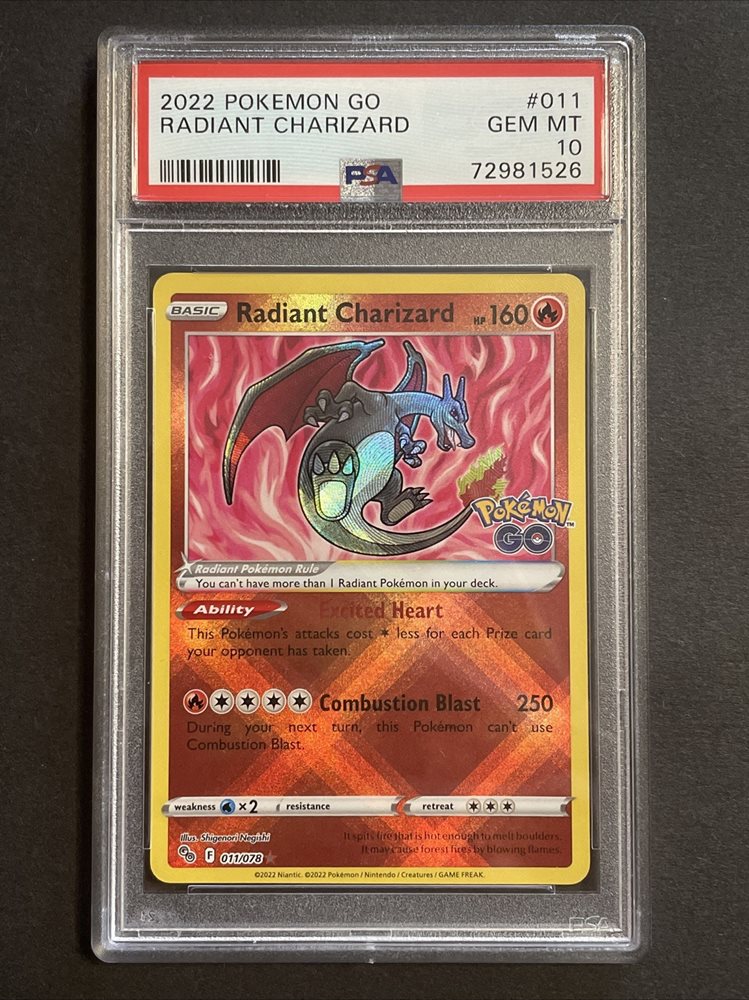 2022 POKEMON GO #011
RADIANT CHARIZARD GEM MT
10
PSA 72981526
BASIC Radiant Charizard HP 160
POKéMON™
GO
Radiant Pokémon Rule
You can't have more than 1 Radiant Pokémon in your deck.
Ability Excited Heart
This Pokémon's attacks cost less for each Prize card
your opponent has taken.
Combustion Blast 250
During your next turn, this Pokémon can't use
Combustion Blast.
weakness ×2 resistance retreat
Illus. Shigenori Negishi
It spits fire that is hot enough to melt boulders.
It may cause forest fires by blowing flames.
GO F 011/078
©2022 Niantic. ©2022 Pokémon / Nintendo / Creatures / GAME FREAK.
PSA